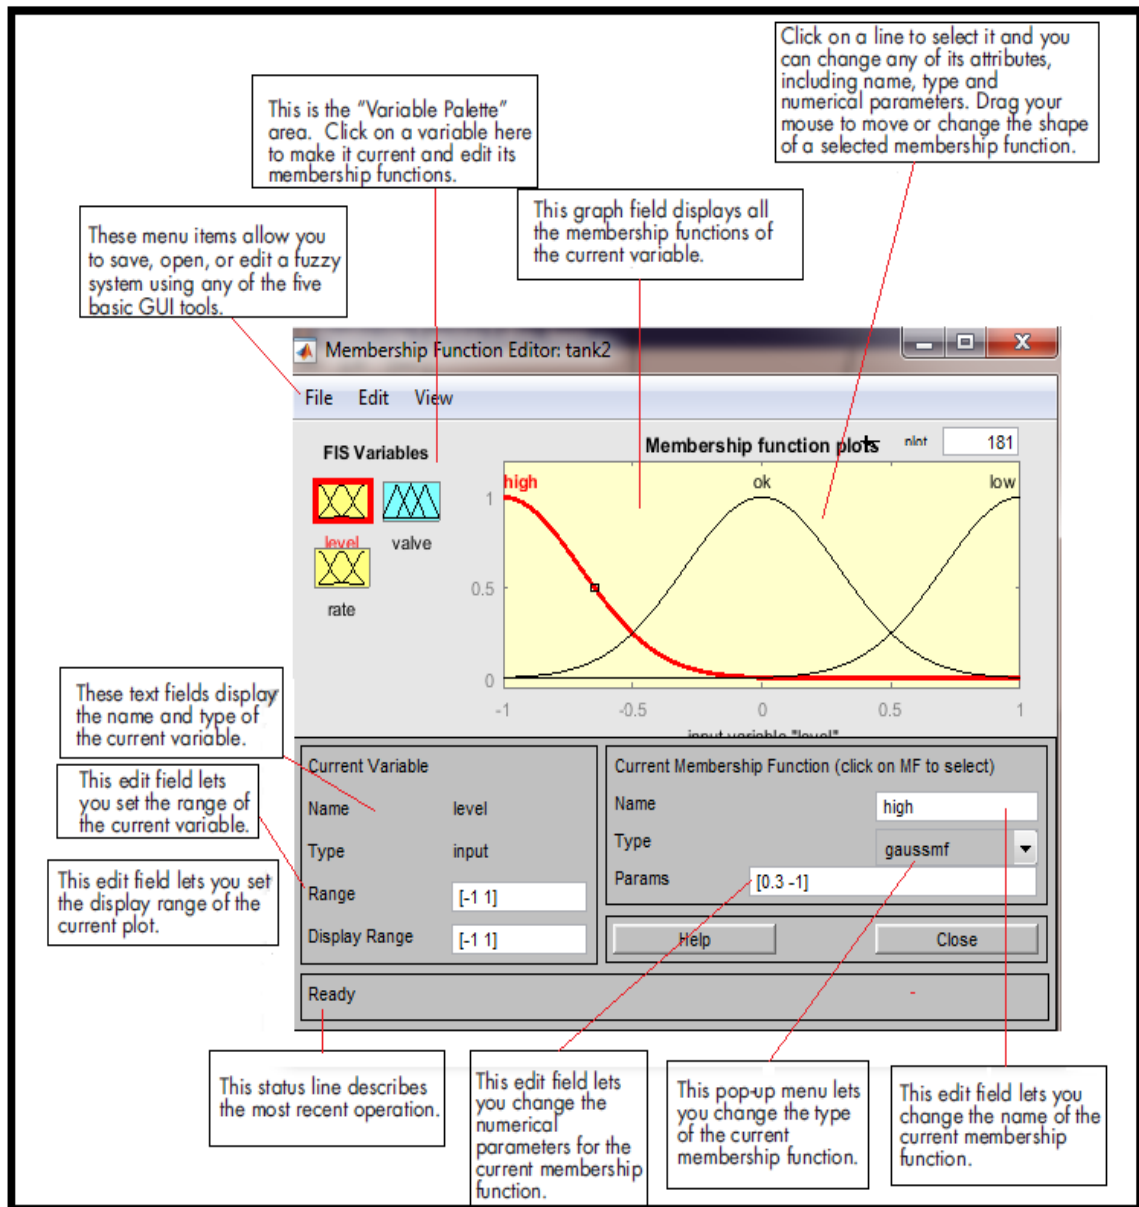 Click on a line to select it and you
can change any of its attributes,
including name, type and
numerical parameters. Drag your
mouse to move or change the shape
of a selected membership function.
This is the “Variable Palette”
area. Click on a variable here
to make it current and edit its
membership functions.
This graph field displays all
the membership functions of
the current variable.
These menu items allow you
to save, open, or edit a fuzzy
system using any of the five
basic GUI tools.
Membership Function Editor: tank2
File Edit View
FIS Variables
level
valve
rate
Membership function plots
plot
181
high
ok
low
1
0.5
0
-1
-0.5
0
0.5
1
input variable "level"
These text fields display
the name and type of
the current variable.
This edit field lets
you set the range of
the current variable.
This edit field lets you set
the display range of the
current plot.
Current Variable
Name level
Type input
Range [-1 1]
Display Range [-1 1]
Current Membership Function (click on MF to select)
Name high
Type gaussmf
Params [0.3 -1]
Help
Close
Ready
This status line describes
the most recent operation.
This edit field lets
you change the
numerical
parameters for the
current membership
function.
This pop-up menu lets
you change the type
of the current
membership function.
This edit field lets you
change the name of the
current membership
function.